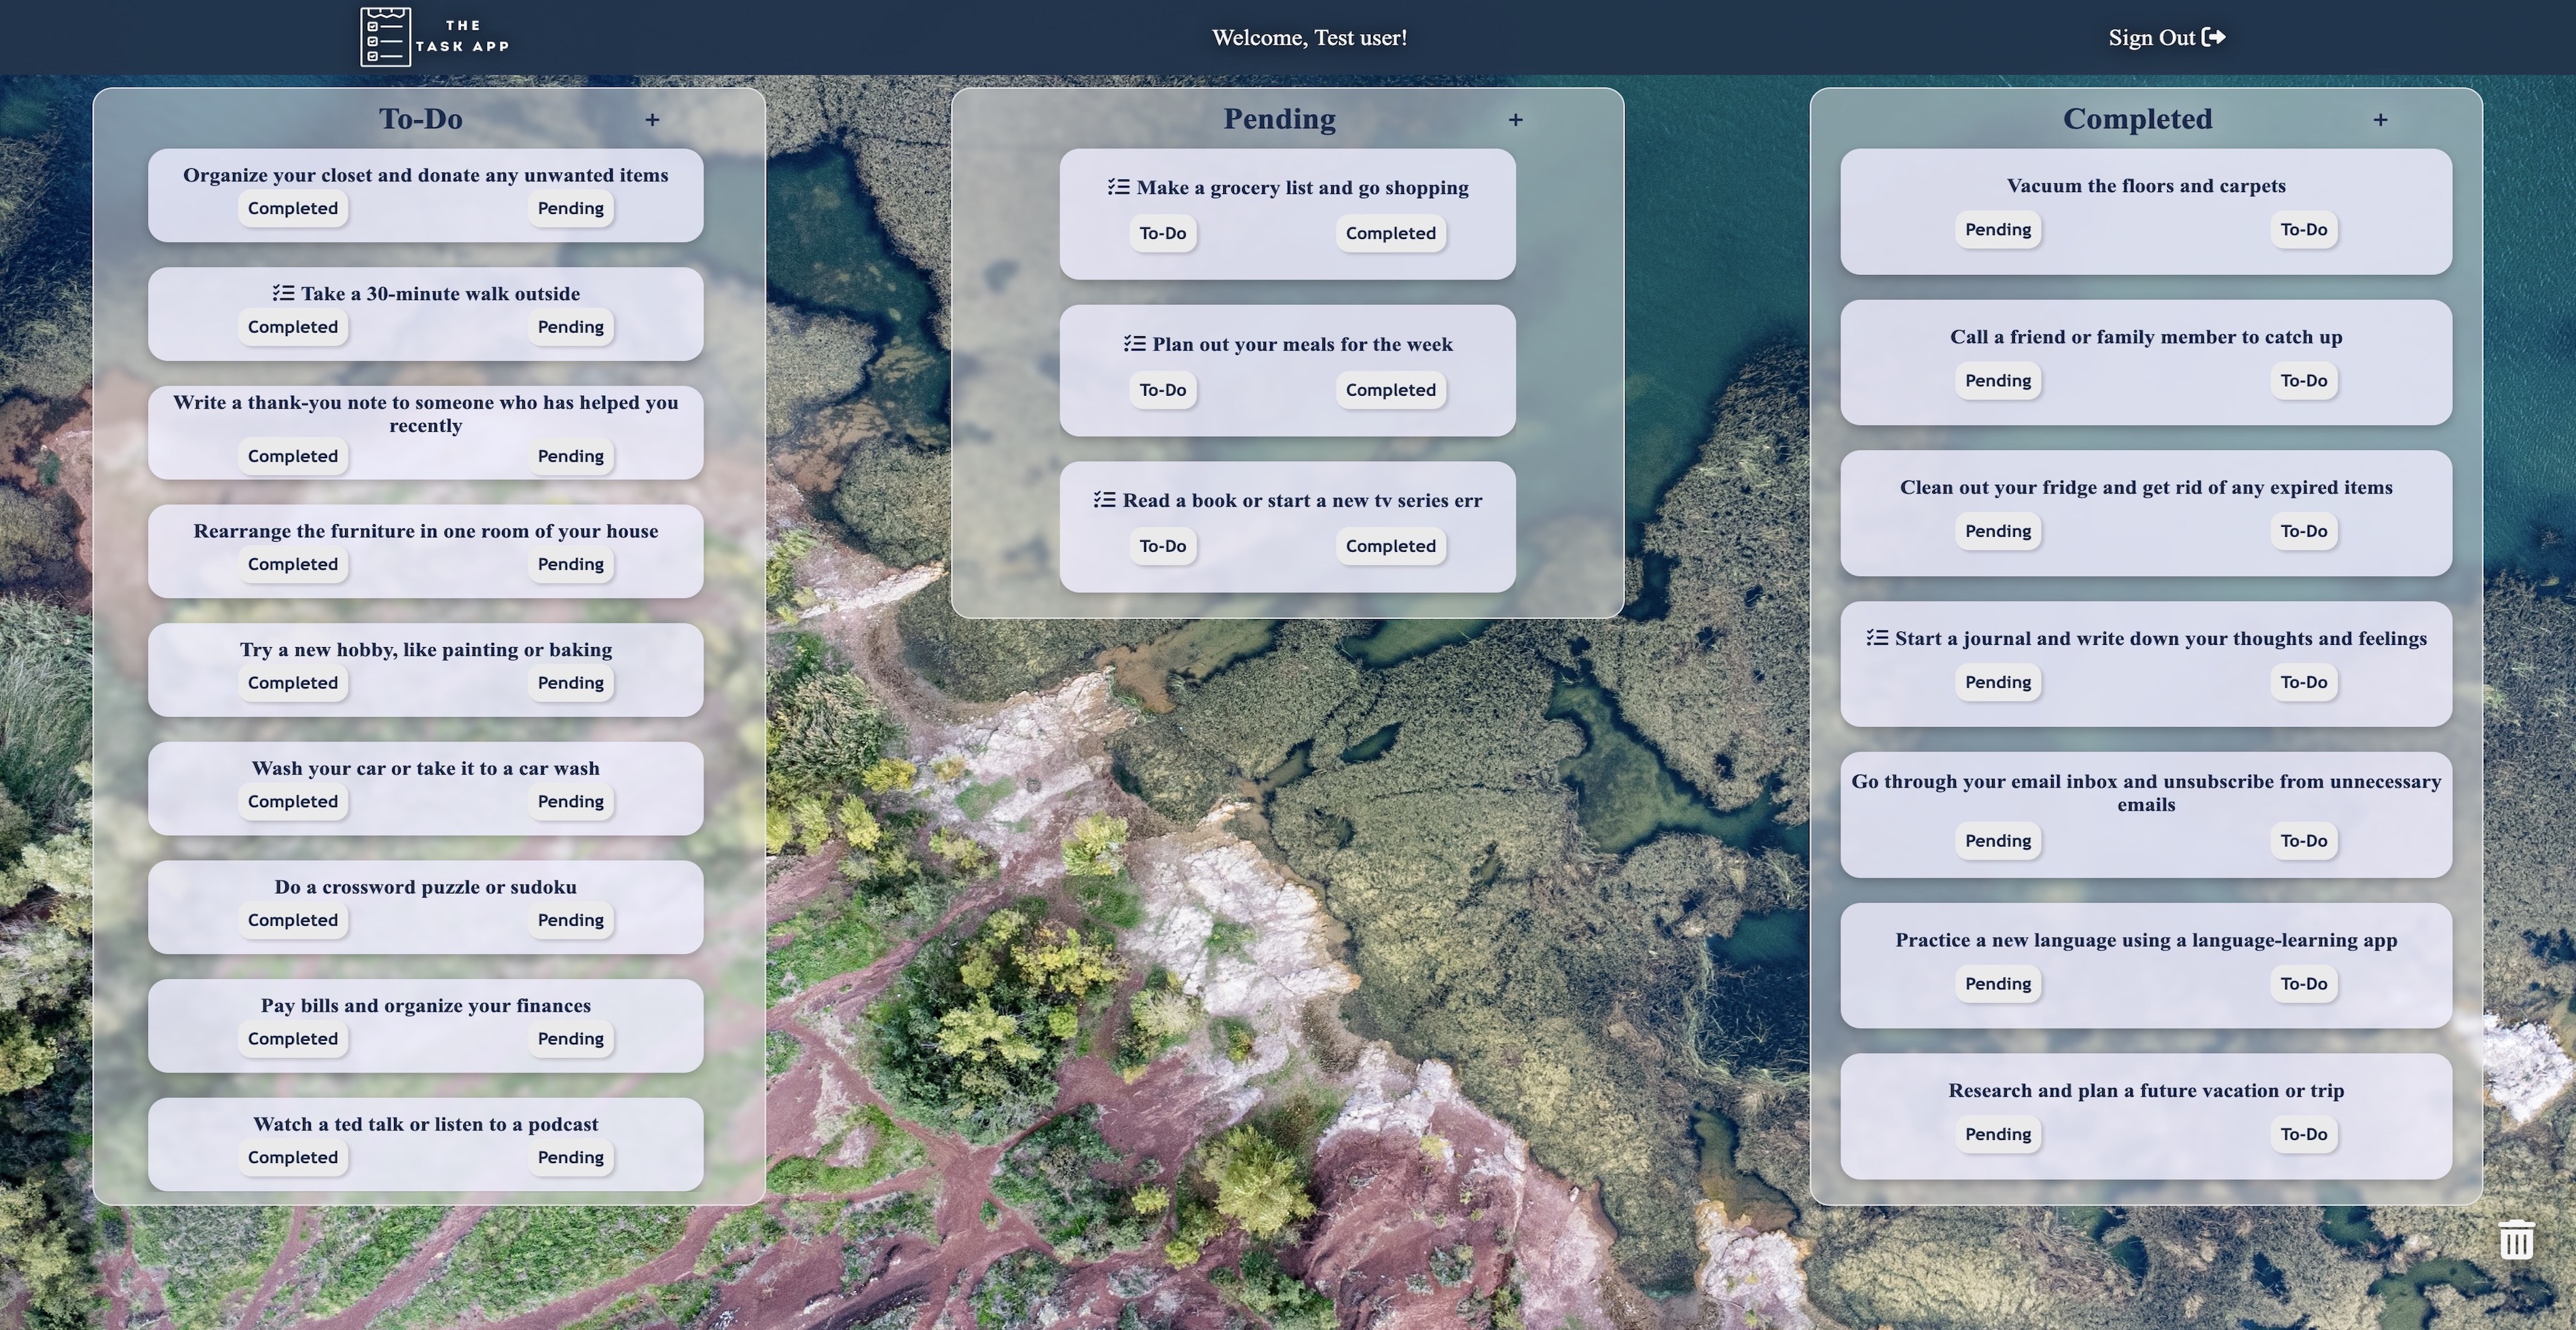 THE
TASK APP
Welcome, Test user!
Sign Out
To-Do +
Organize your closet and donate any unwanted items
Completed Pending
Take a 30-minute walk outside
Completed Pending
Write a thank-you note to someone who has helped you
recently
Completed Pending
Rearrange the furniture in one room of your house
Completed Pending
Try a new hobby, like painting or baking
Completed Pending
Wash your car or take it to a car wash
Completed Pending
Do a crossword puzzle or sudoku
Completed Pending
Pay bills and organize your finances
Completed Pending
Watch a ted talk or listen to a podcast
Completed Pending
Pending +
Make a grocery list and go shopping
To-Do Completed
Plan out your meals for the week
To-Do Completed
Read a book or start a new tv series err
To-Do Completed
Completed +
Vacuum the floors and carpets
Pending To-Do
Call a friend or family member to catch up
Pending To-Do
Clean out your fridge and get rid of any expired items
Pending To-Do
Start a journal and write down your thoughts and feelings
Pending To-Do
Go through your email inbox and unsubscribe from unnecessary
emails
Pending To-Do
Practice a new language using a language-learning app
Pending To-Do
Research and plan a future vacation or trip
Pending To-Do